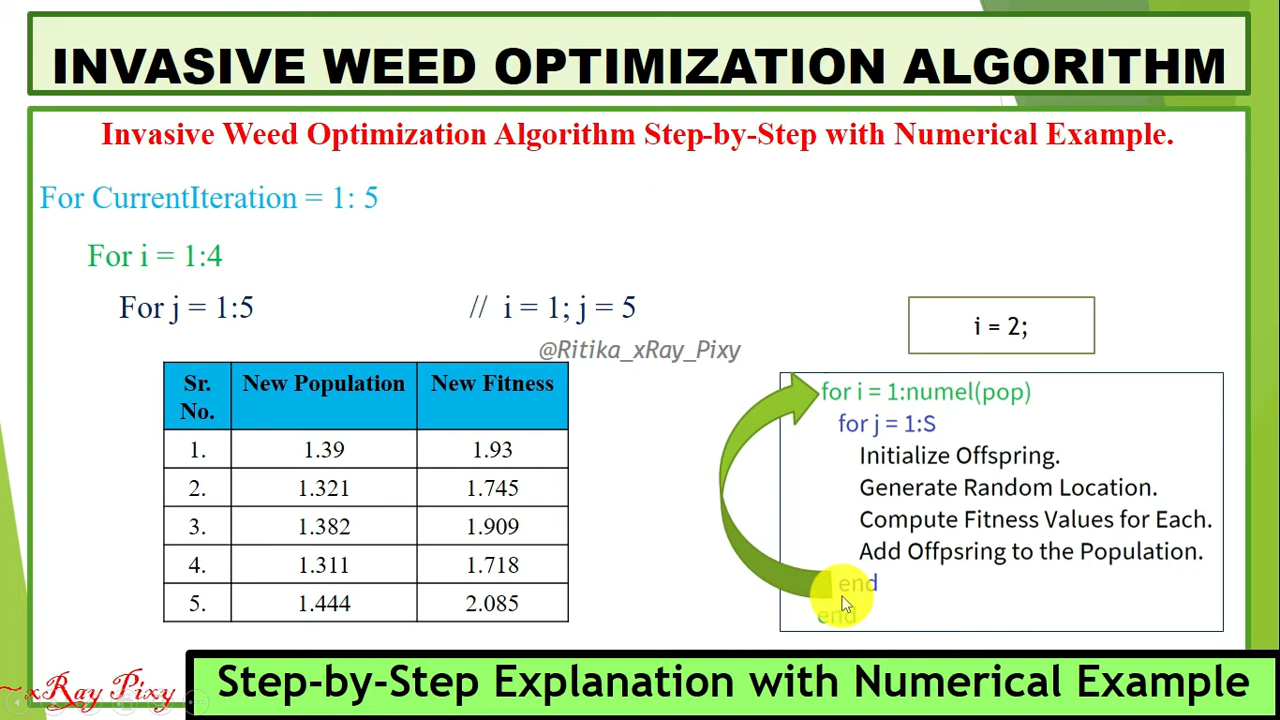 INVASIVE WEED OPTIMIZATION ALGORITHM
Invasive Weed Optimization Algorithm Step-by-Step with Numerical Example.
For CurrentIteration = 1: 5
For i = 1:4
For j = 1:5 // i = 1; j = 5
i = 2;
@Ritika_xRay_Pixy
Sr. No. New Population New Fitness
1. 1.39 1.93
2. 1.321 1.745
3. 1.382 1.909
4. 1.311 1.718
5. 1.444 2.085
for i = 1:numel(pop)
for j = 1:S
Initialize Offspring.
Generate Random Location.
Compute Fitness Values for Each.
Add Offpsring to the Population.
end
end
~xRay Pixy
Step-by-Step Explanation with Numerical Example